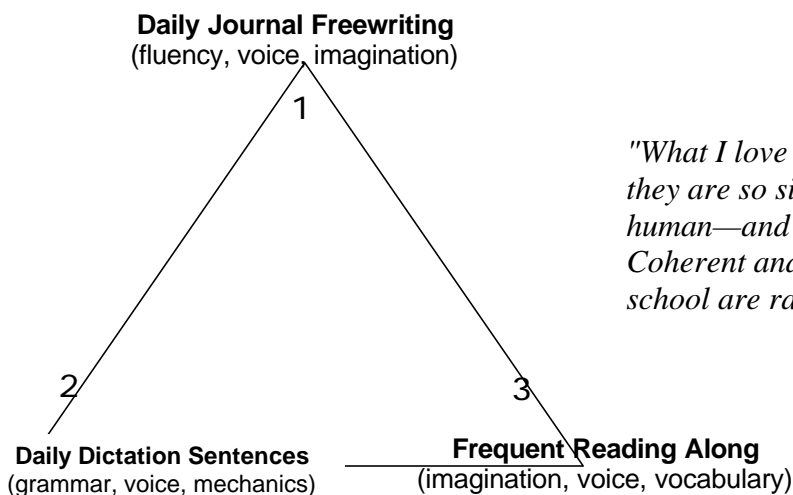 Daily Journal Freewriting
(fluency, voice, imagination)
1
"What I love
they are so si
human—and
Coherent and
school are ra
2
3
Daily Dictation Sentences
(grammar, voice, mechanics)
Frequent Reading Along
(imagination, voice, vocabulary)